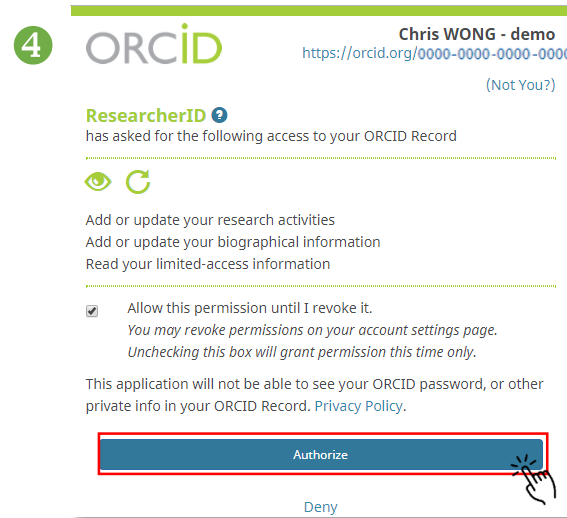 4
ORCiD
Chris WONG - demo
https://orcid.org/0000-0000-0000-0000
(Not You?)
ResearcherID ?
has asked for the following access to your ORCID Record
Add or update your research activities
Add or update your biographical information
Read your limited-access information
Allow this permission until I revoke it.
You may revoke permissions on your account settings page.
Unchecking this box will grant permission this time only.
This application will not be able to see your ORCID password, or other
private info in your ORCID Record. Privacy Policy.
Authorize
Deny